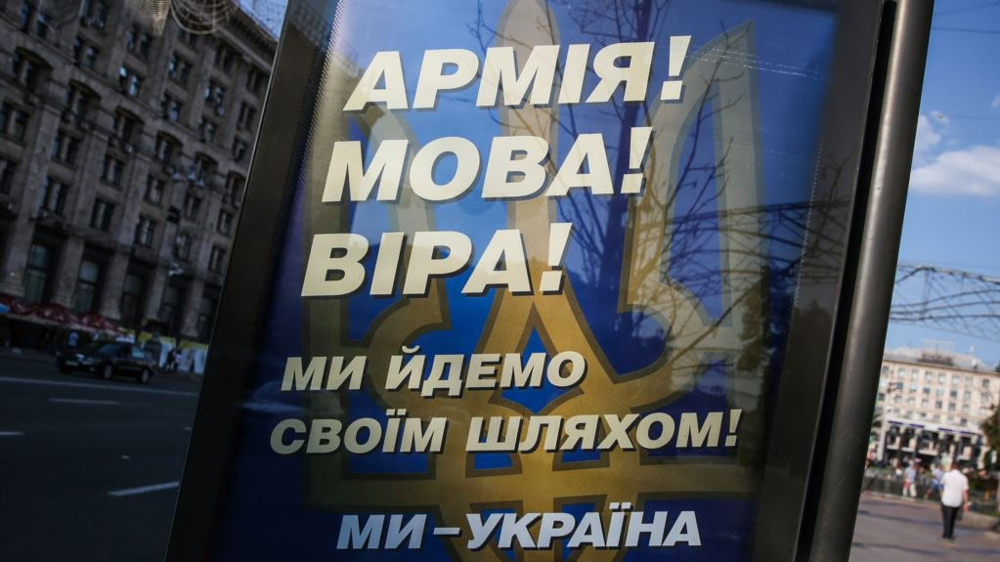 АРМІЯ!
МОВА!
ВІРА!
МИ ЙДЕМО
СВОЇМ ШЛЯХОМ!
МИ – УКРАЇНА